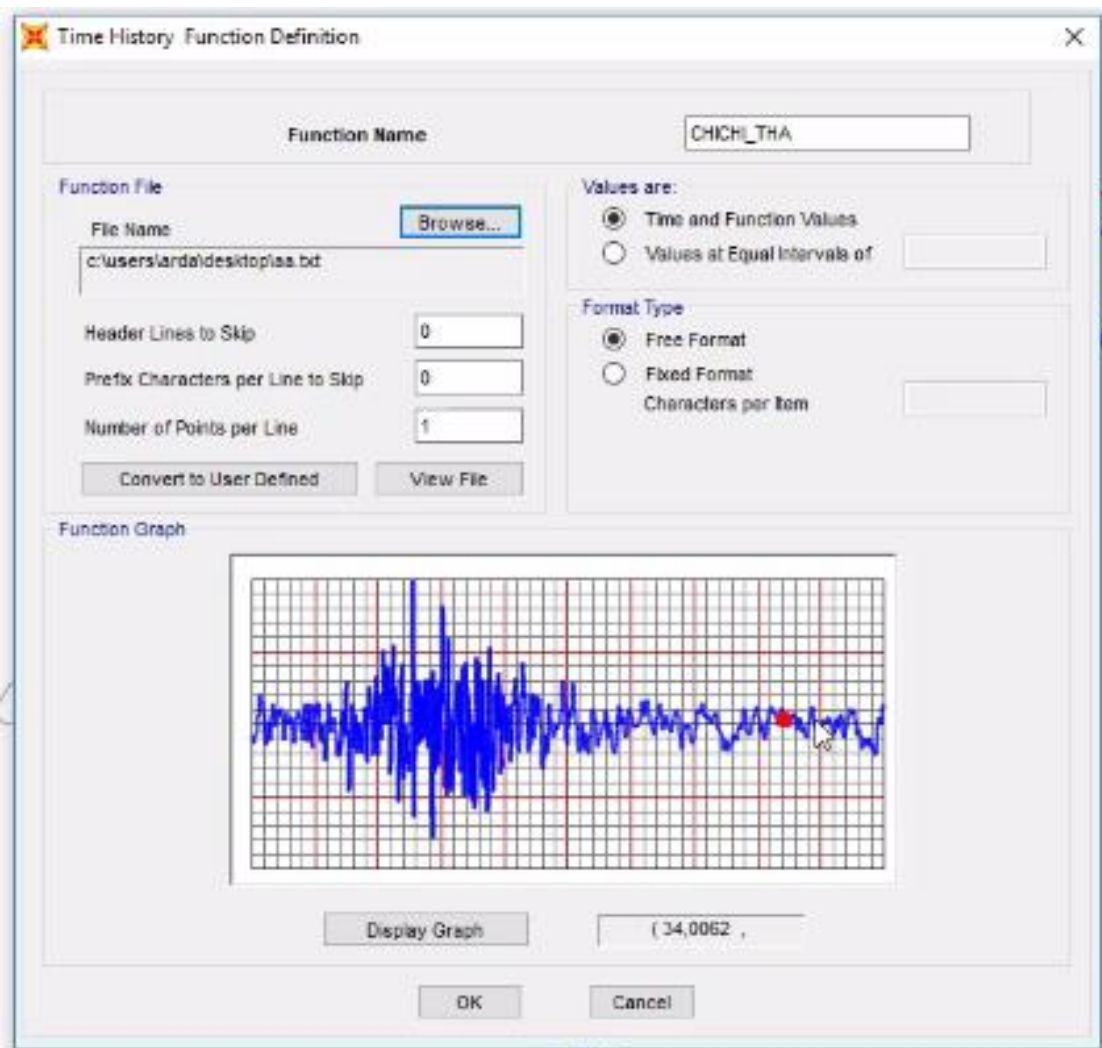 Time History Function Definition
Function Name
CHICHI_THA
Function File
File Name
Browse...
c:\users\arda\desktop\aa.txt
Header Lines to Skip
0
Prefix Characters per Line to Skip
0
Number of Points per Line
1
Convert to User Defined
View File
Values are:
Time and Function Values
Values at Equal Intervals of
Format Type
Free Format
Fixed Format
Characters per Item
Function Graph
Display Graph
( 34,0062 ,
OK
Cancel